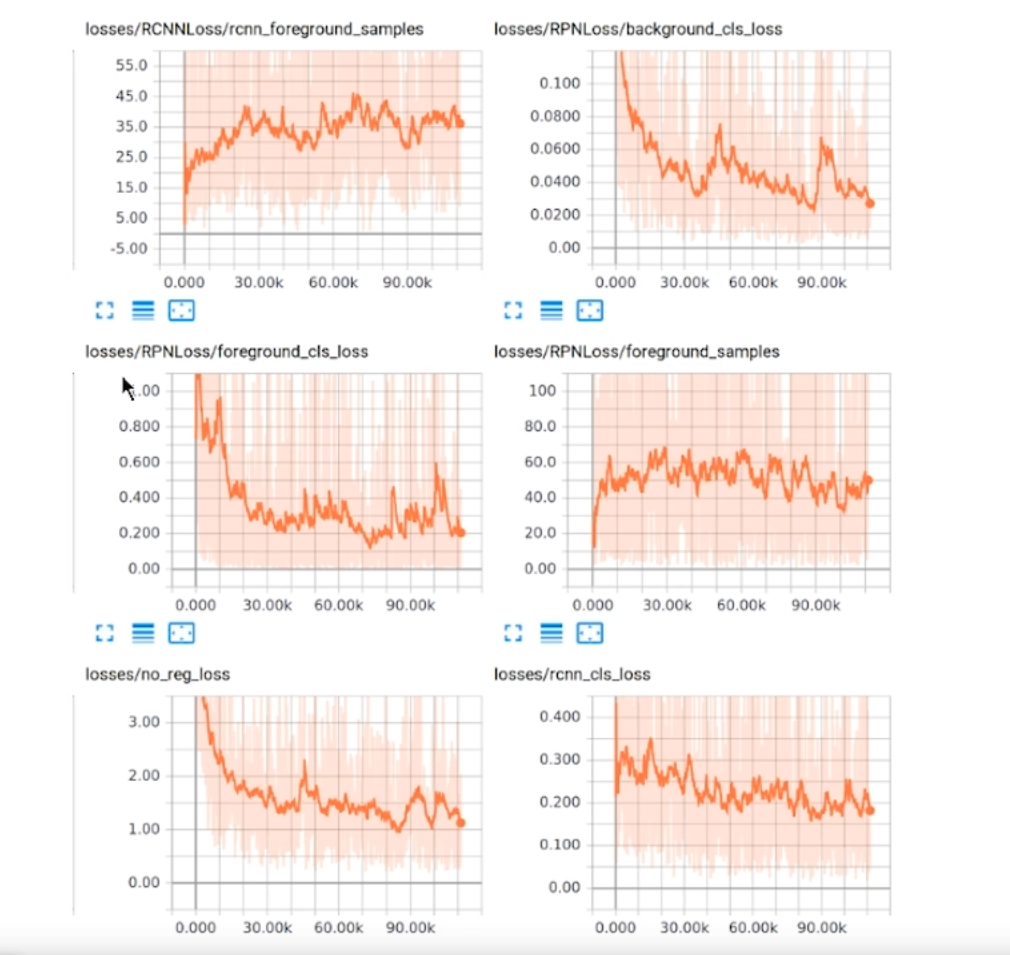 losses/RCNNLoss/rcnn_foreground_samples
55.0
45.0
35.0
25.0
15.0
5.00
-5.00
0.000 30.00k 60.00k 90.00k
losses/RPNLoss/background_cls_loss
0.100
0.0800
0.0600
0.0400
0.0200
0.00
0.000 30.00k 60.00k 90.00k
losses/RPNLoss/foreground_cls_loss
.00
0.800
0.600
0.400
0.200
0.00
0.000 30.00k 60.00k 90.00k
losses/RPNLoss/foreground_samples
100
80.0
60.0
40.0
20.0
0.00
0.000 30.00k 60.00k 90.00k
losses/no_reg_loss
3.00
2.00
1.00
0.00
0.000 30.00k 60.00k 90.00k
losses/rcnn_cls_loss
0.400
0.300
0.200
0.100
0.00
0.000 30.00k 60.00k 90.00k